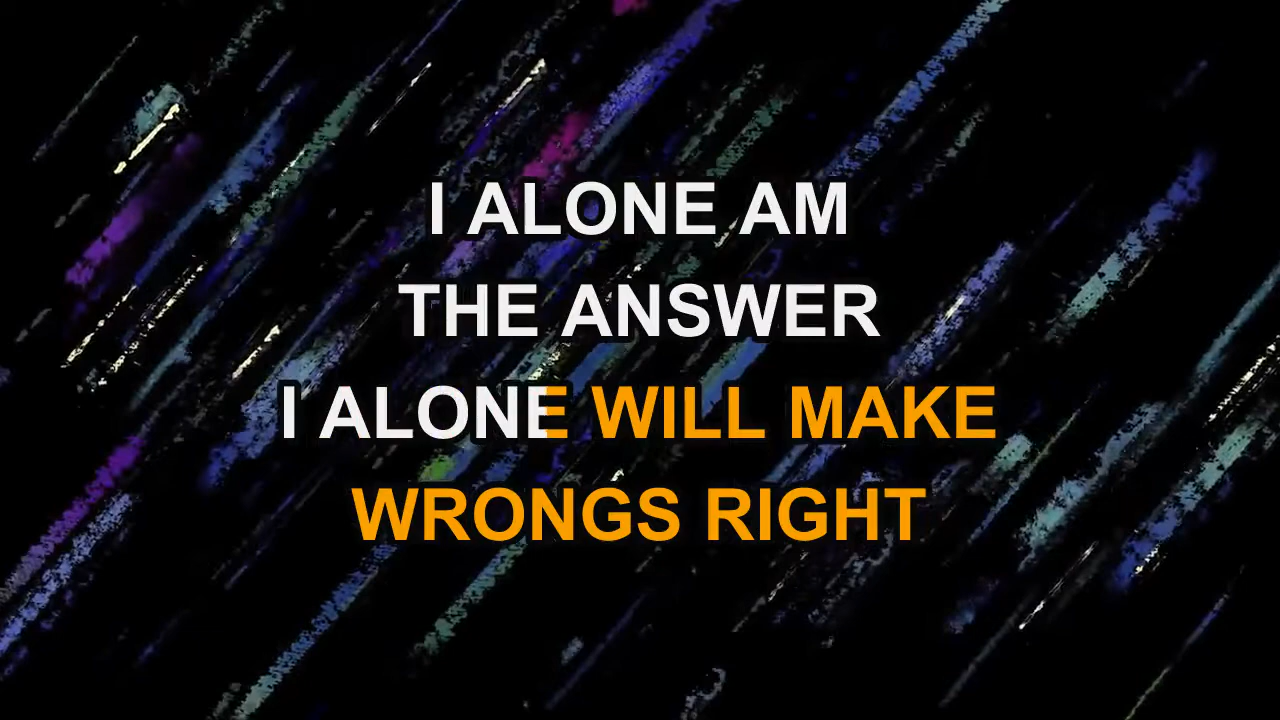 I ALONE AM
THE ANSWER
I ALONE WILL MAKE
WRONGS RIGHT